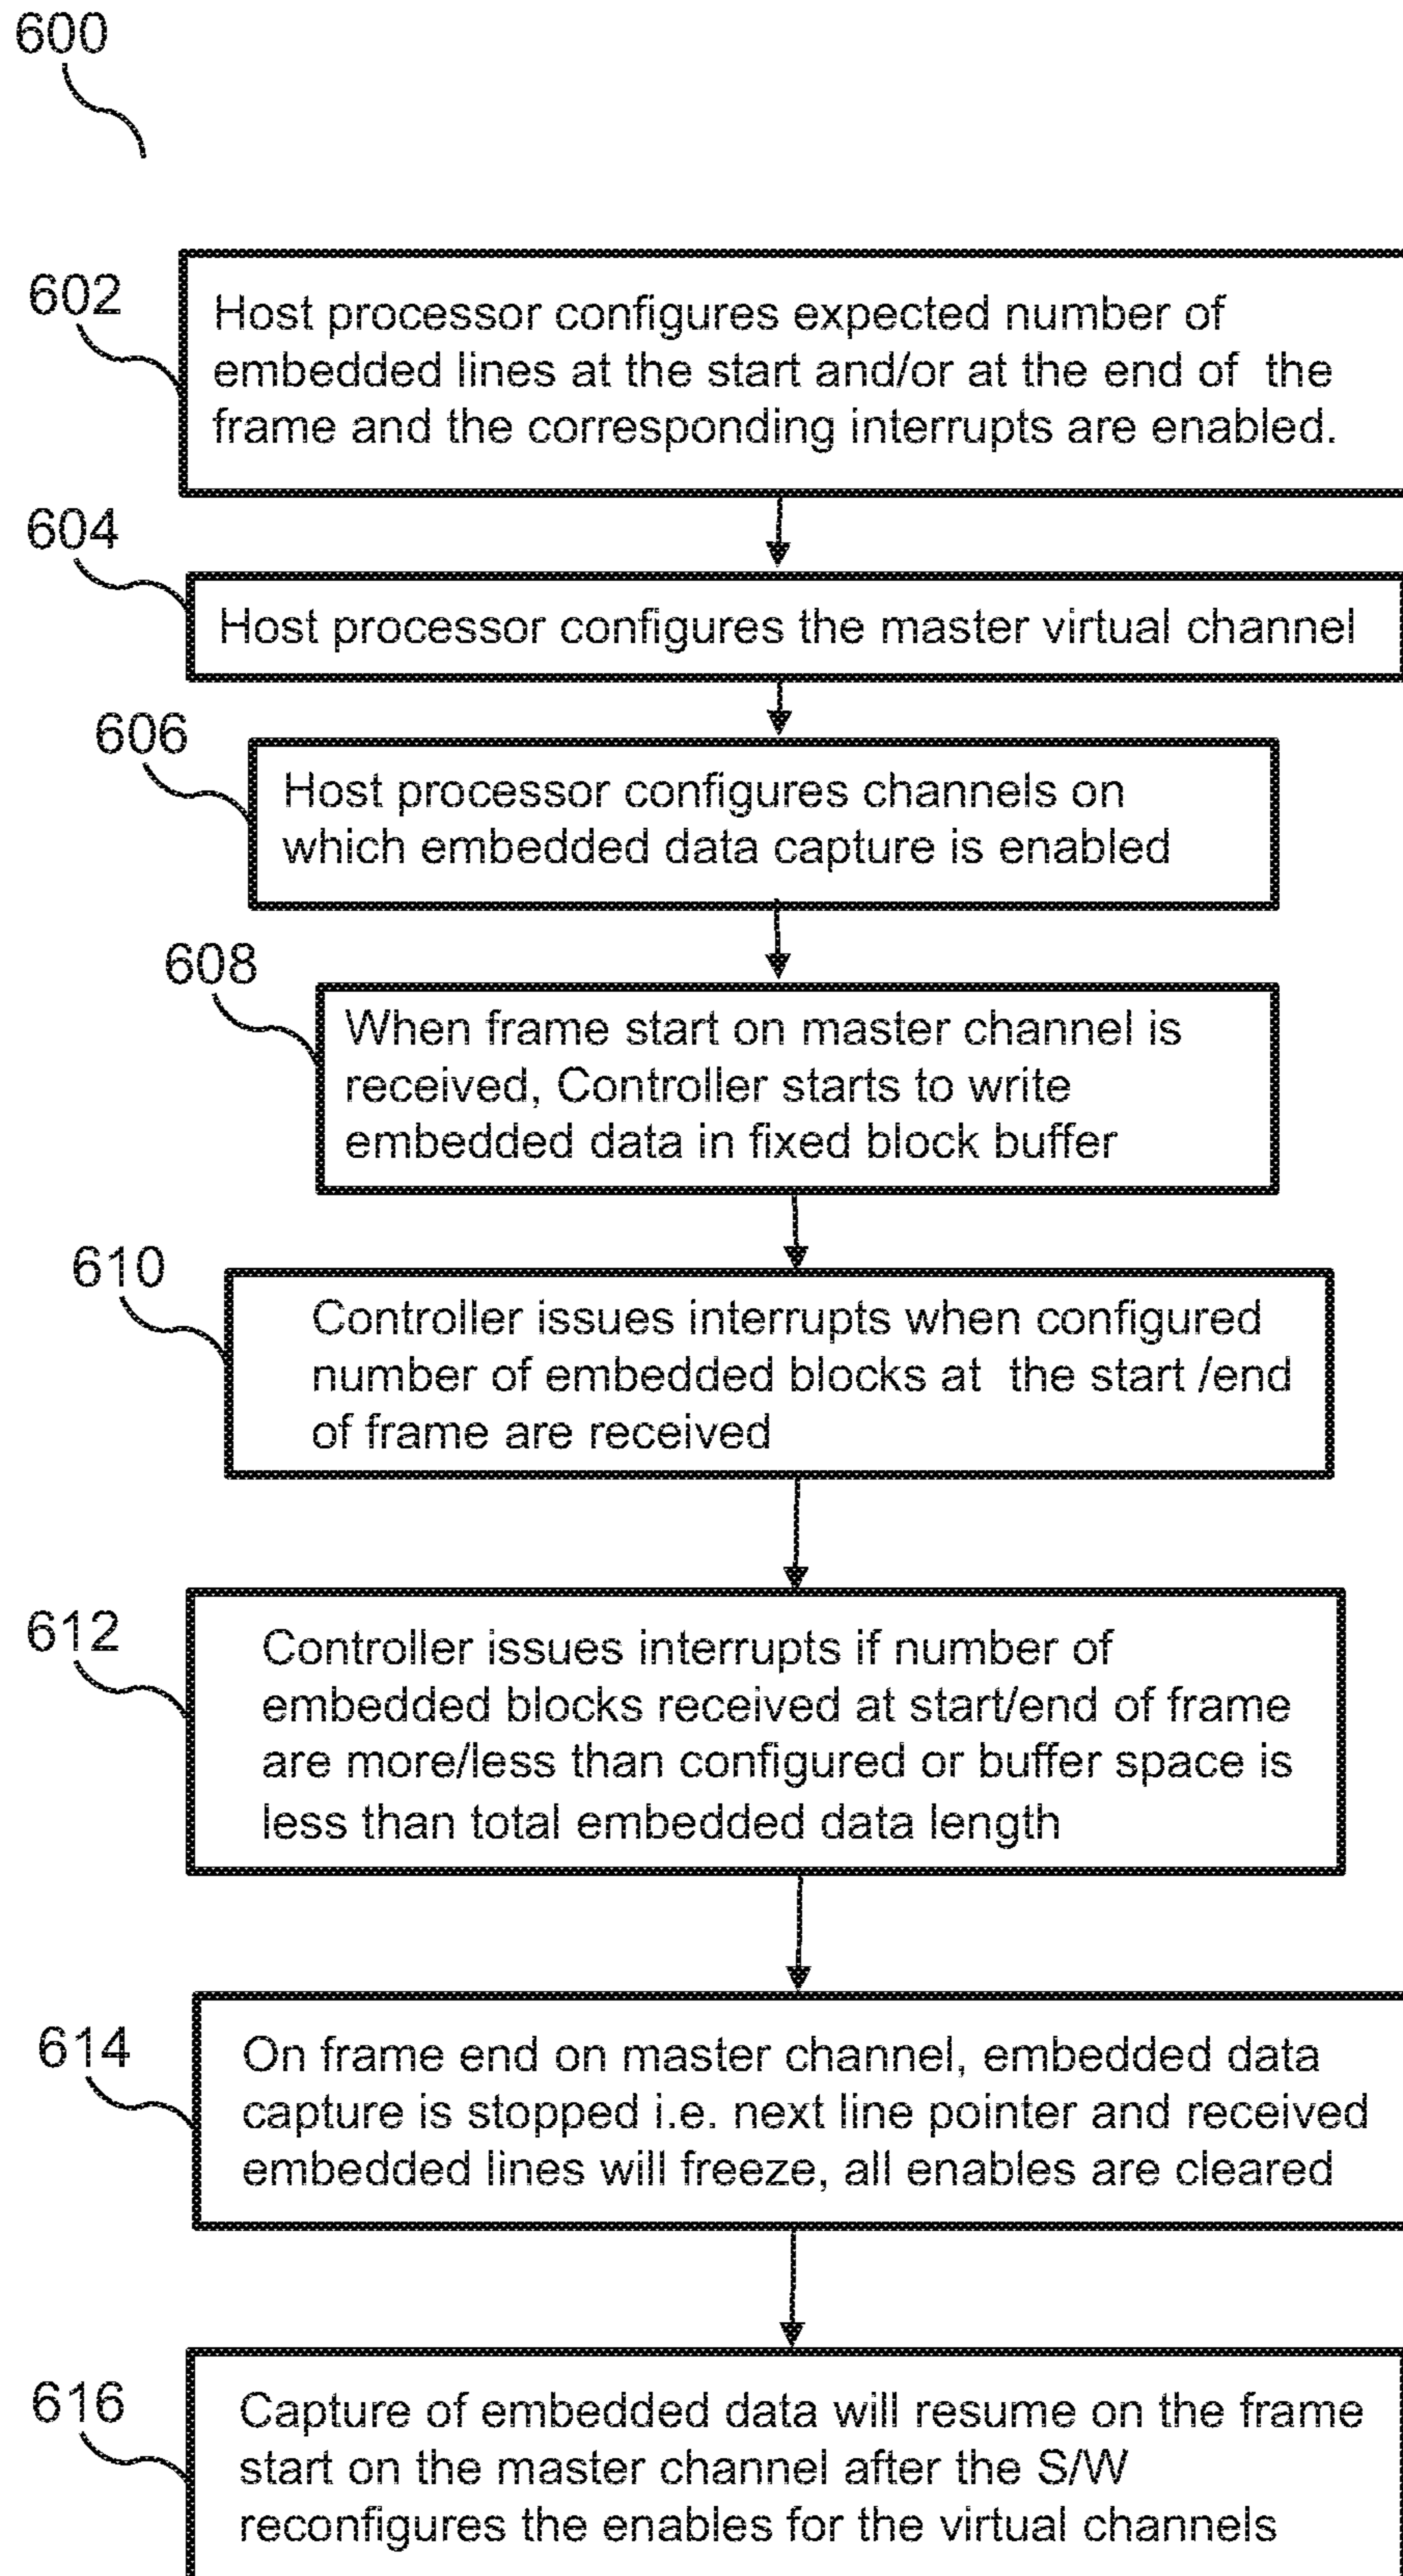 600
602
Host processor configures expected number of
embedded lines at the start and/or at the end of the
frame and the corresponding interrupts are enabled.
604
Host processor configures the master virtual channel
606
Host processor configures channels on
which embedded data capture is enabled
608
When frame start on master channel is
received, Controller starts to write
embedded data in fixed block buffer
610
Controller issues interrupts when configured
number of embedded blocks at the start /end
of frame are received
612
Controller issues interrupts if number of
embedded blocks received at start/end of frame
are more/less than configured or buffer space is
less than total embedded data length
614
On frame end on master channel, embedded data
capture is stopped i.e. next line pointer and received
embedded lines will freeze, all enables are cleared
616
Capture of embedded data will resume on the frame
start on the master channel after the S/W
reconfigures the enables for the virtual channels